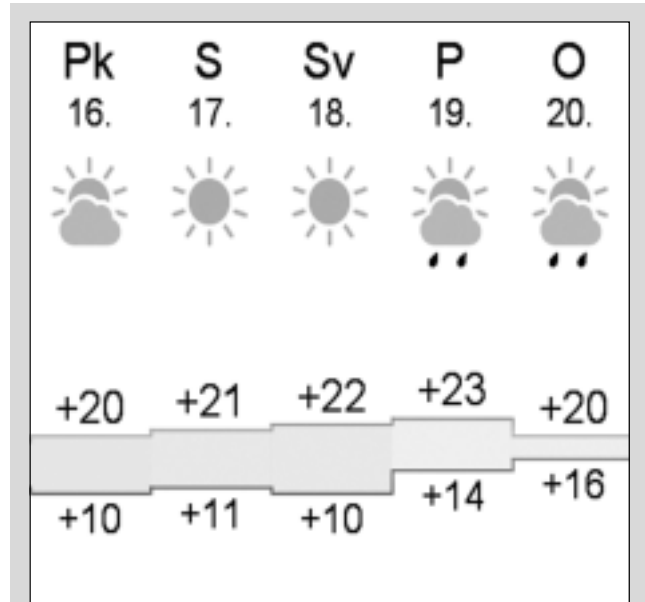 Pk S Sv P O
16. 17. 18. 19. 20.
+20 +21 +22 +23 +20
+10 +11 +10 +14 +16